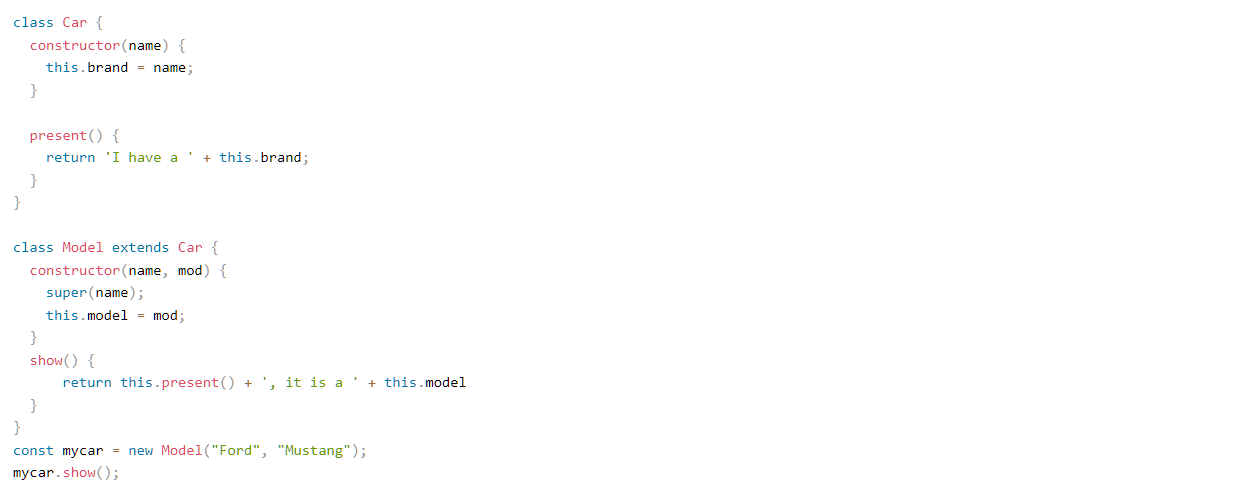 class Car {
  constructor(name) {
    this.brand = name;
  }

  present() {
    return 'I have a ' + this.brand;
  }
}

class Model extends Car {
  constructor(name, mod) {
    super(name);
    this.model = mod;
  }
  show() {
      return this.present() + ', it is a ' + this.model
  }
}
const mycar = new Model("Ford", "Mustang");
mycar.show();